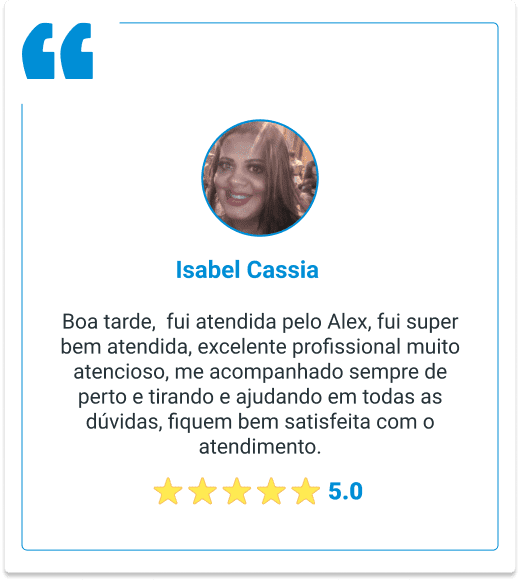 Isabel Cassia
Boa tarde,  fui atendida pelo Alex, fui super
bem atendida, excelente profissional muito
atencioso, me acompanhado sempre de
perto e tirando e ajudando em todas as
dúvidas, fiquem bem satisfeita com o
atendimento.
5.0